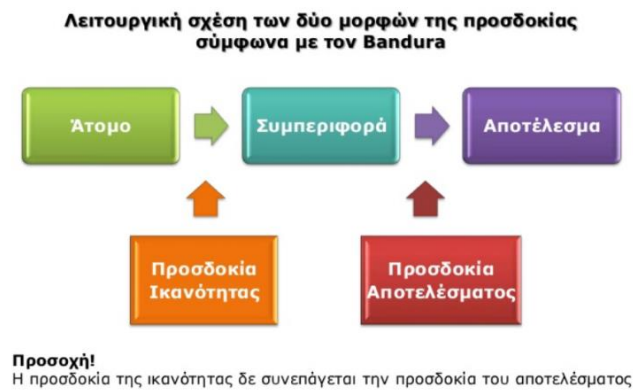 Λειτουργική σχέση των δύο μορφών της προσδοκίας
σύμφωνα με τον Bandura
Άτομο
Συμπεριφορά
Αποτέλεσμα
Προσδοκία
Ικανότητας
Προσδοκία
Αποτελέσματος
Προσοχή!
Η προσδοκία της ικανότητας δε συνεπάγεται την προσδοκία του αποτελέσματος